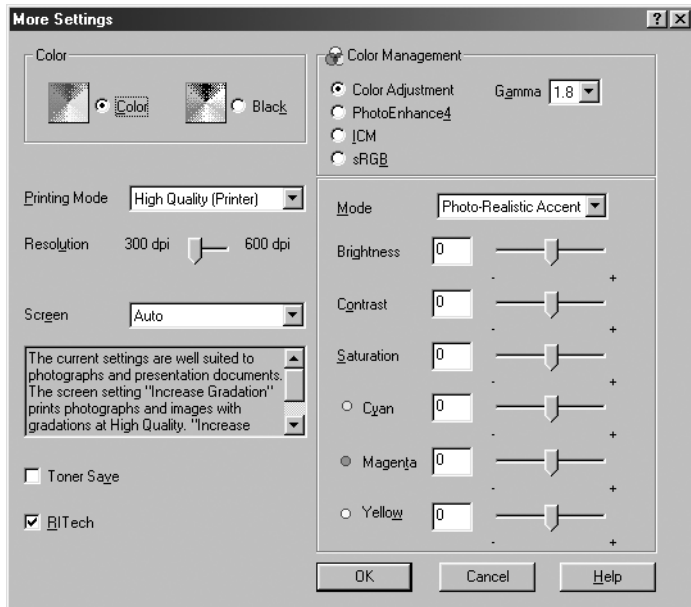 More Settings
Color
Color
Black
Printing Mode
High Quality (Printer)
Resolution
300 dpi
600 dpi
Screen
Auto
The current settings are well suited to
photographs and presentation documents.
The screen setting "Increase Gradation"
prints photographs and images with
gradations at High Quality. "Increase
Toner Save
RITech
Color Management
Color Adjustment
PhotoEnhance4
ICM
sRGB
Gamma
1.8
Mode
Photo-Realistic Accent
Brightness
0
- +
Contrast
0
- +
Saturation
0
- +
Cyan
0
- +
Magenta
0
- +
Yellow
0
- +
OK
Cancel
Help